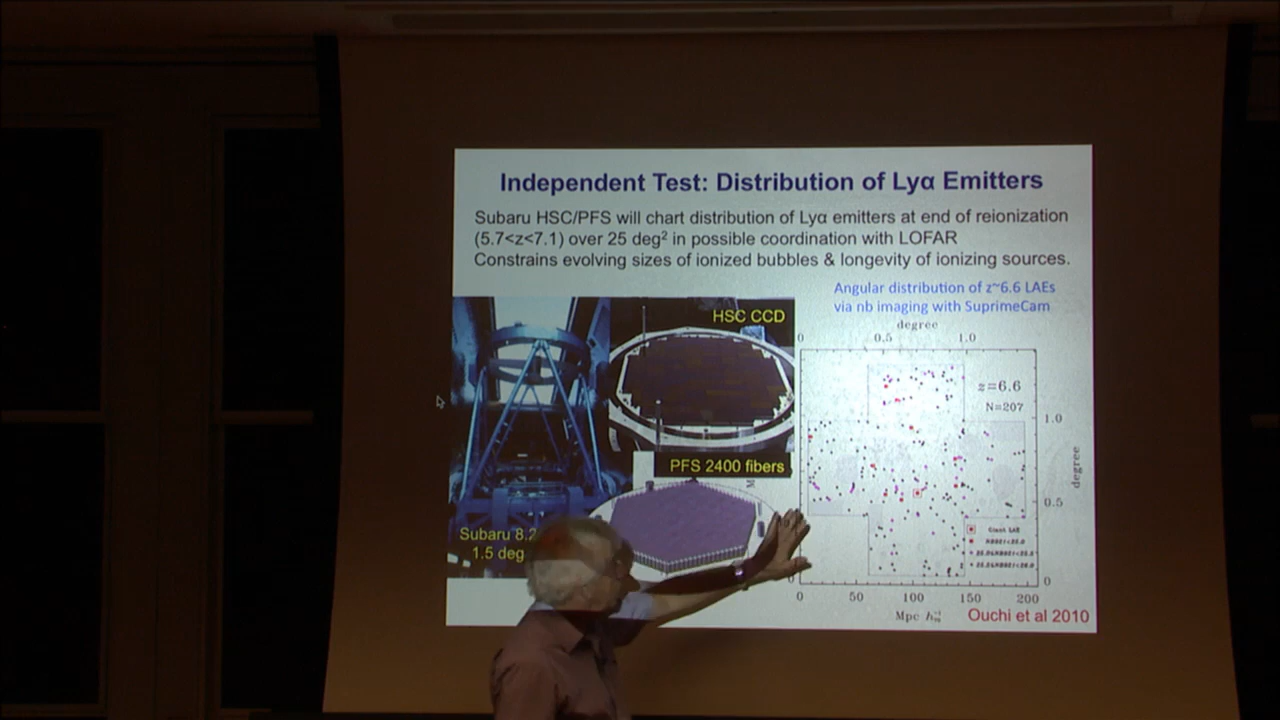 Independent Test: Distribution of Lyα Emitters
Subaru HSC/PFS will chart distribution of Lyα emitters at end of reionization
(5.7<z<7.1) over 25 deg² in possible coordination with LOFAR
Constrains evolving sizes of ionized bubbles & longevity of ionizing sources.
Angular distribution of z~6.6 LAEs
via nb imaging with SuprimeCam
HSC CCD
PFS 2400 fibers
Subaru 8.2
1.5 deg
degree
0 0.5 1.0
z=6.6
N=207
1.0
degree
0.5
0
Giant LAE
0 50 100 150 200
Mpc
Ouchi et al 2010